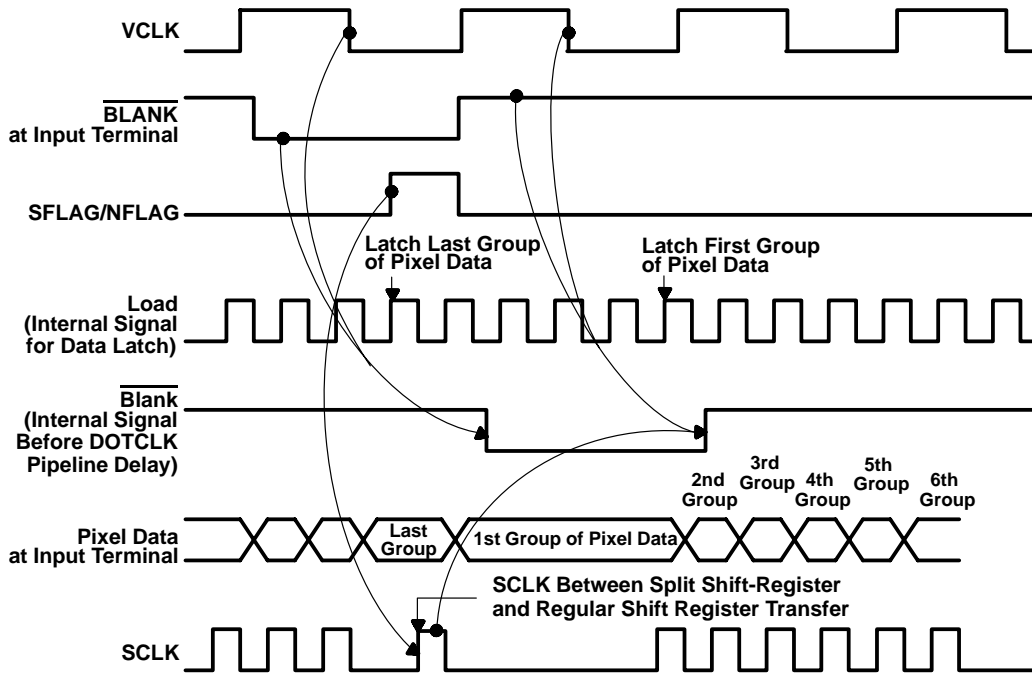 VCLK
BLANK
at Input Terminal
SFLAG/NFLAG
Latch Last Group
of Pixel Data
Latch First Group
of Pixel Data
Load
(Internal Signal
for Data Latch)
Blank
(Internal Signal
Before DOTCLK
Pipeline Delay)
2nd
Group
3rd
Group
4th
Group
5th
Group
6th
Group
Pixel Data
at Input Terminal
Last
Group
1st Group of Pixel Data
SCLK Between Split Shift-Register
and Regular Shift Register Transfer
SCLK